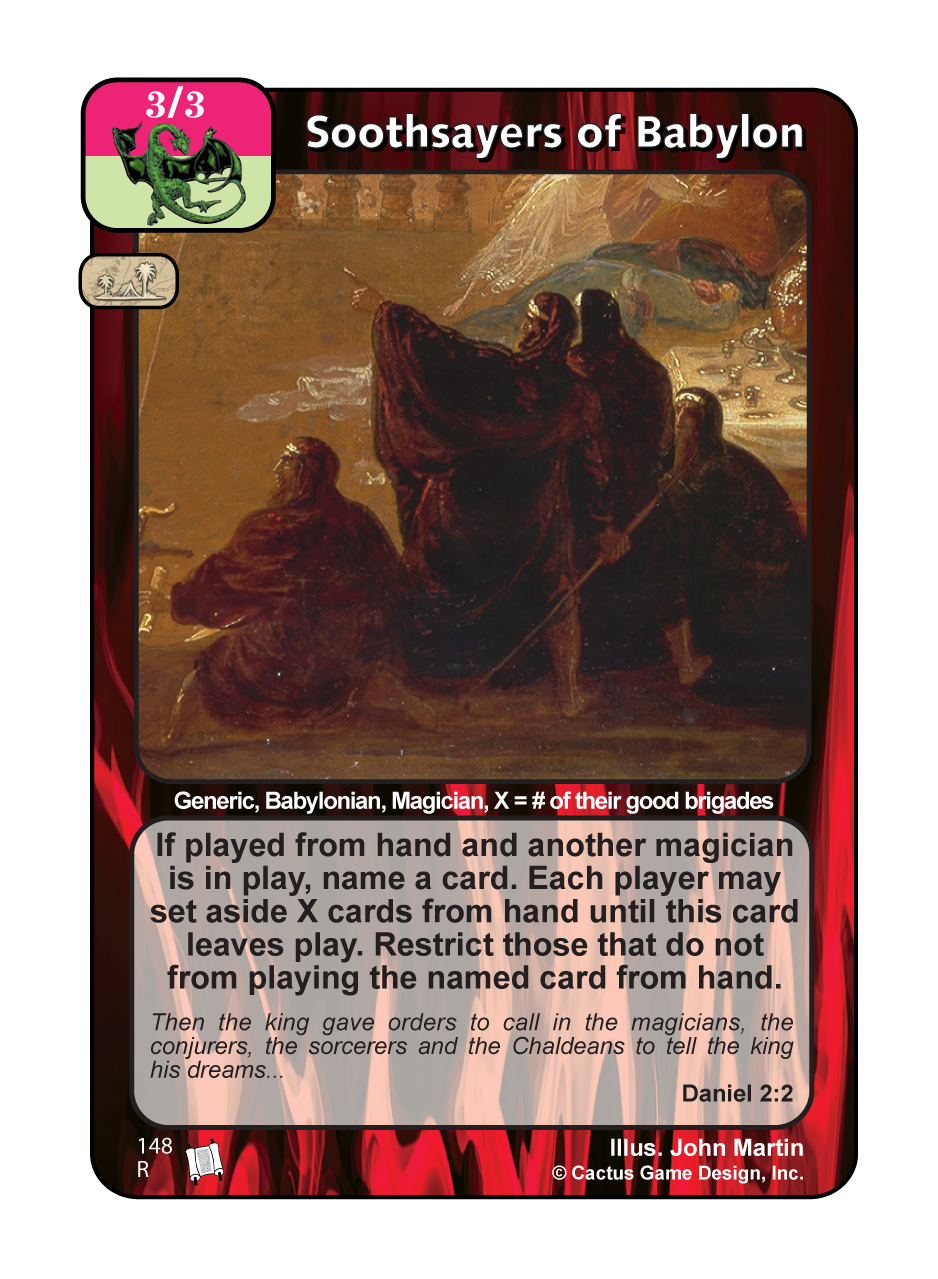 3/3
Soothsayers of Babylon
Generic, Babylonian, Magician, X = # of their good brigades
If played from hand and another magician
is in play, name a card. Each player may
set aside X cards from hand until this card
leaves play. Restrict those that do not
from playing the named card from hand.
Then the king gave orders to call in the magicians, the
conjurers, the sorcerers and the Chaldeans to tell the king
his dreams...
Daniel 2:2
148
R
Illus. John Martin
© Cactus Game Design, Inc.